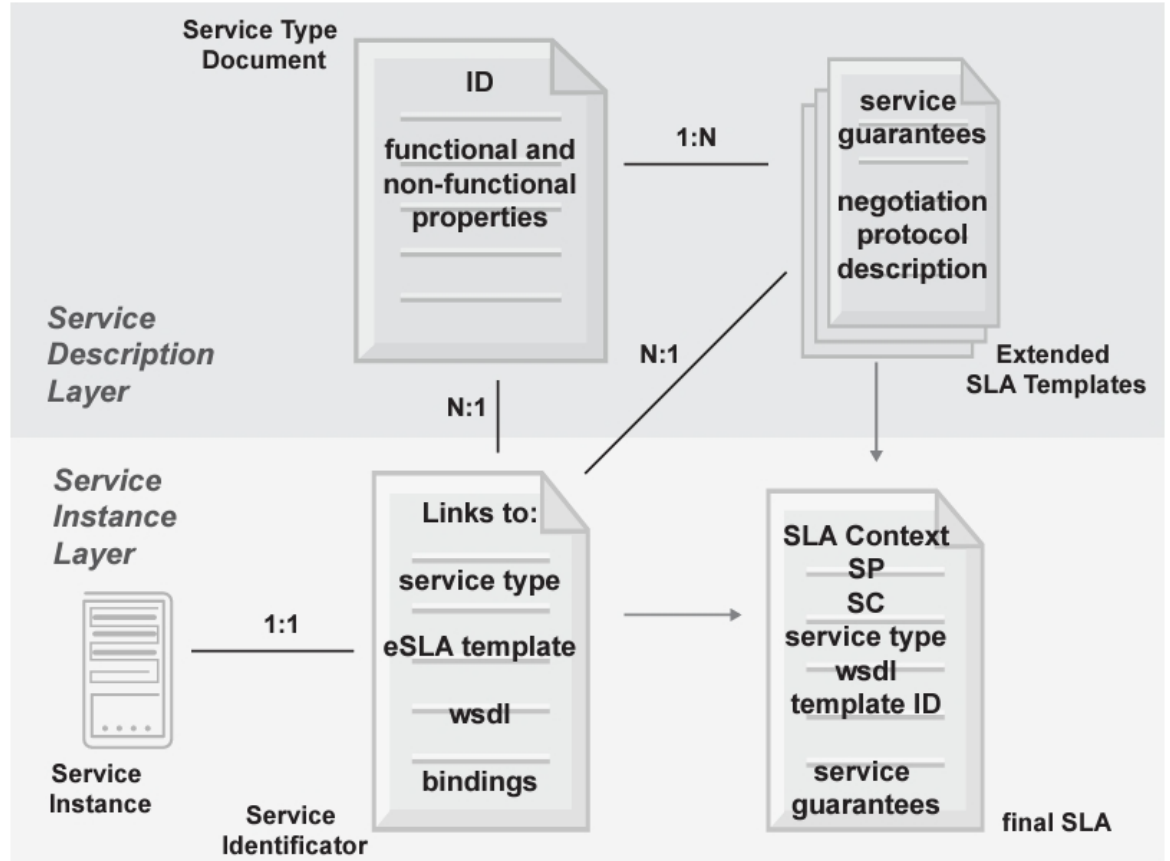 Service Type
Document
ID
functional and
non-functional
properties
1:N
service
guarantees
negotiation
protocol
description
Service
Description
Layer
N:1
N:1
Extended
SLA Templates
Service
Instance
Layer
Links to:
service type
eSLA template
wsdl
bindings
1:1
Service
Instance
Service
Identificator
SLA Context
SP
SC
service type
wsdl
template ID
service
guarantees
final SLA